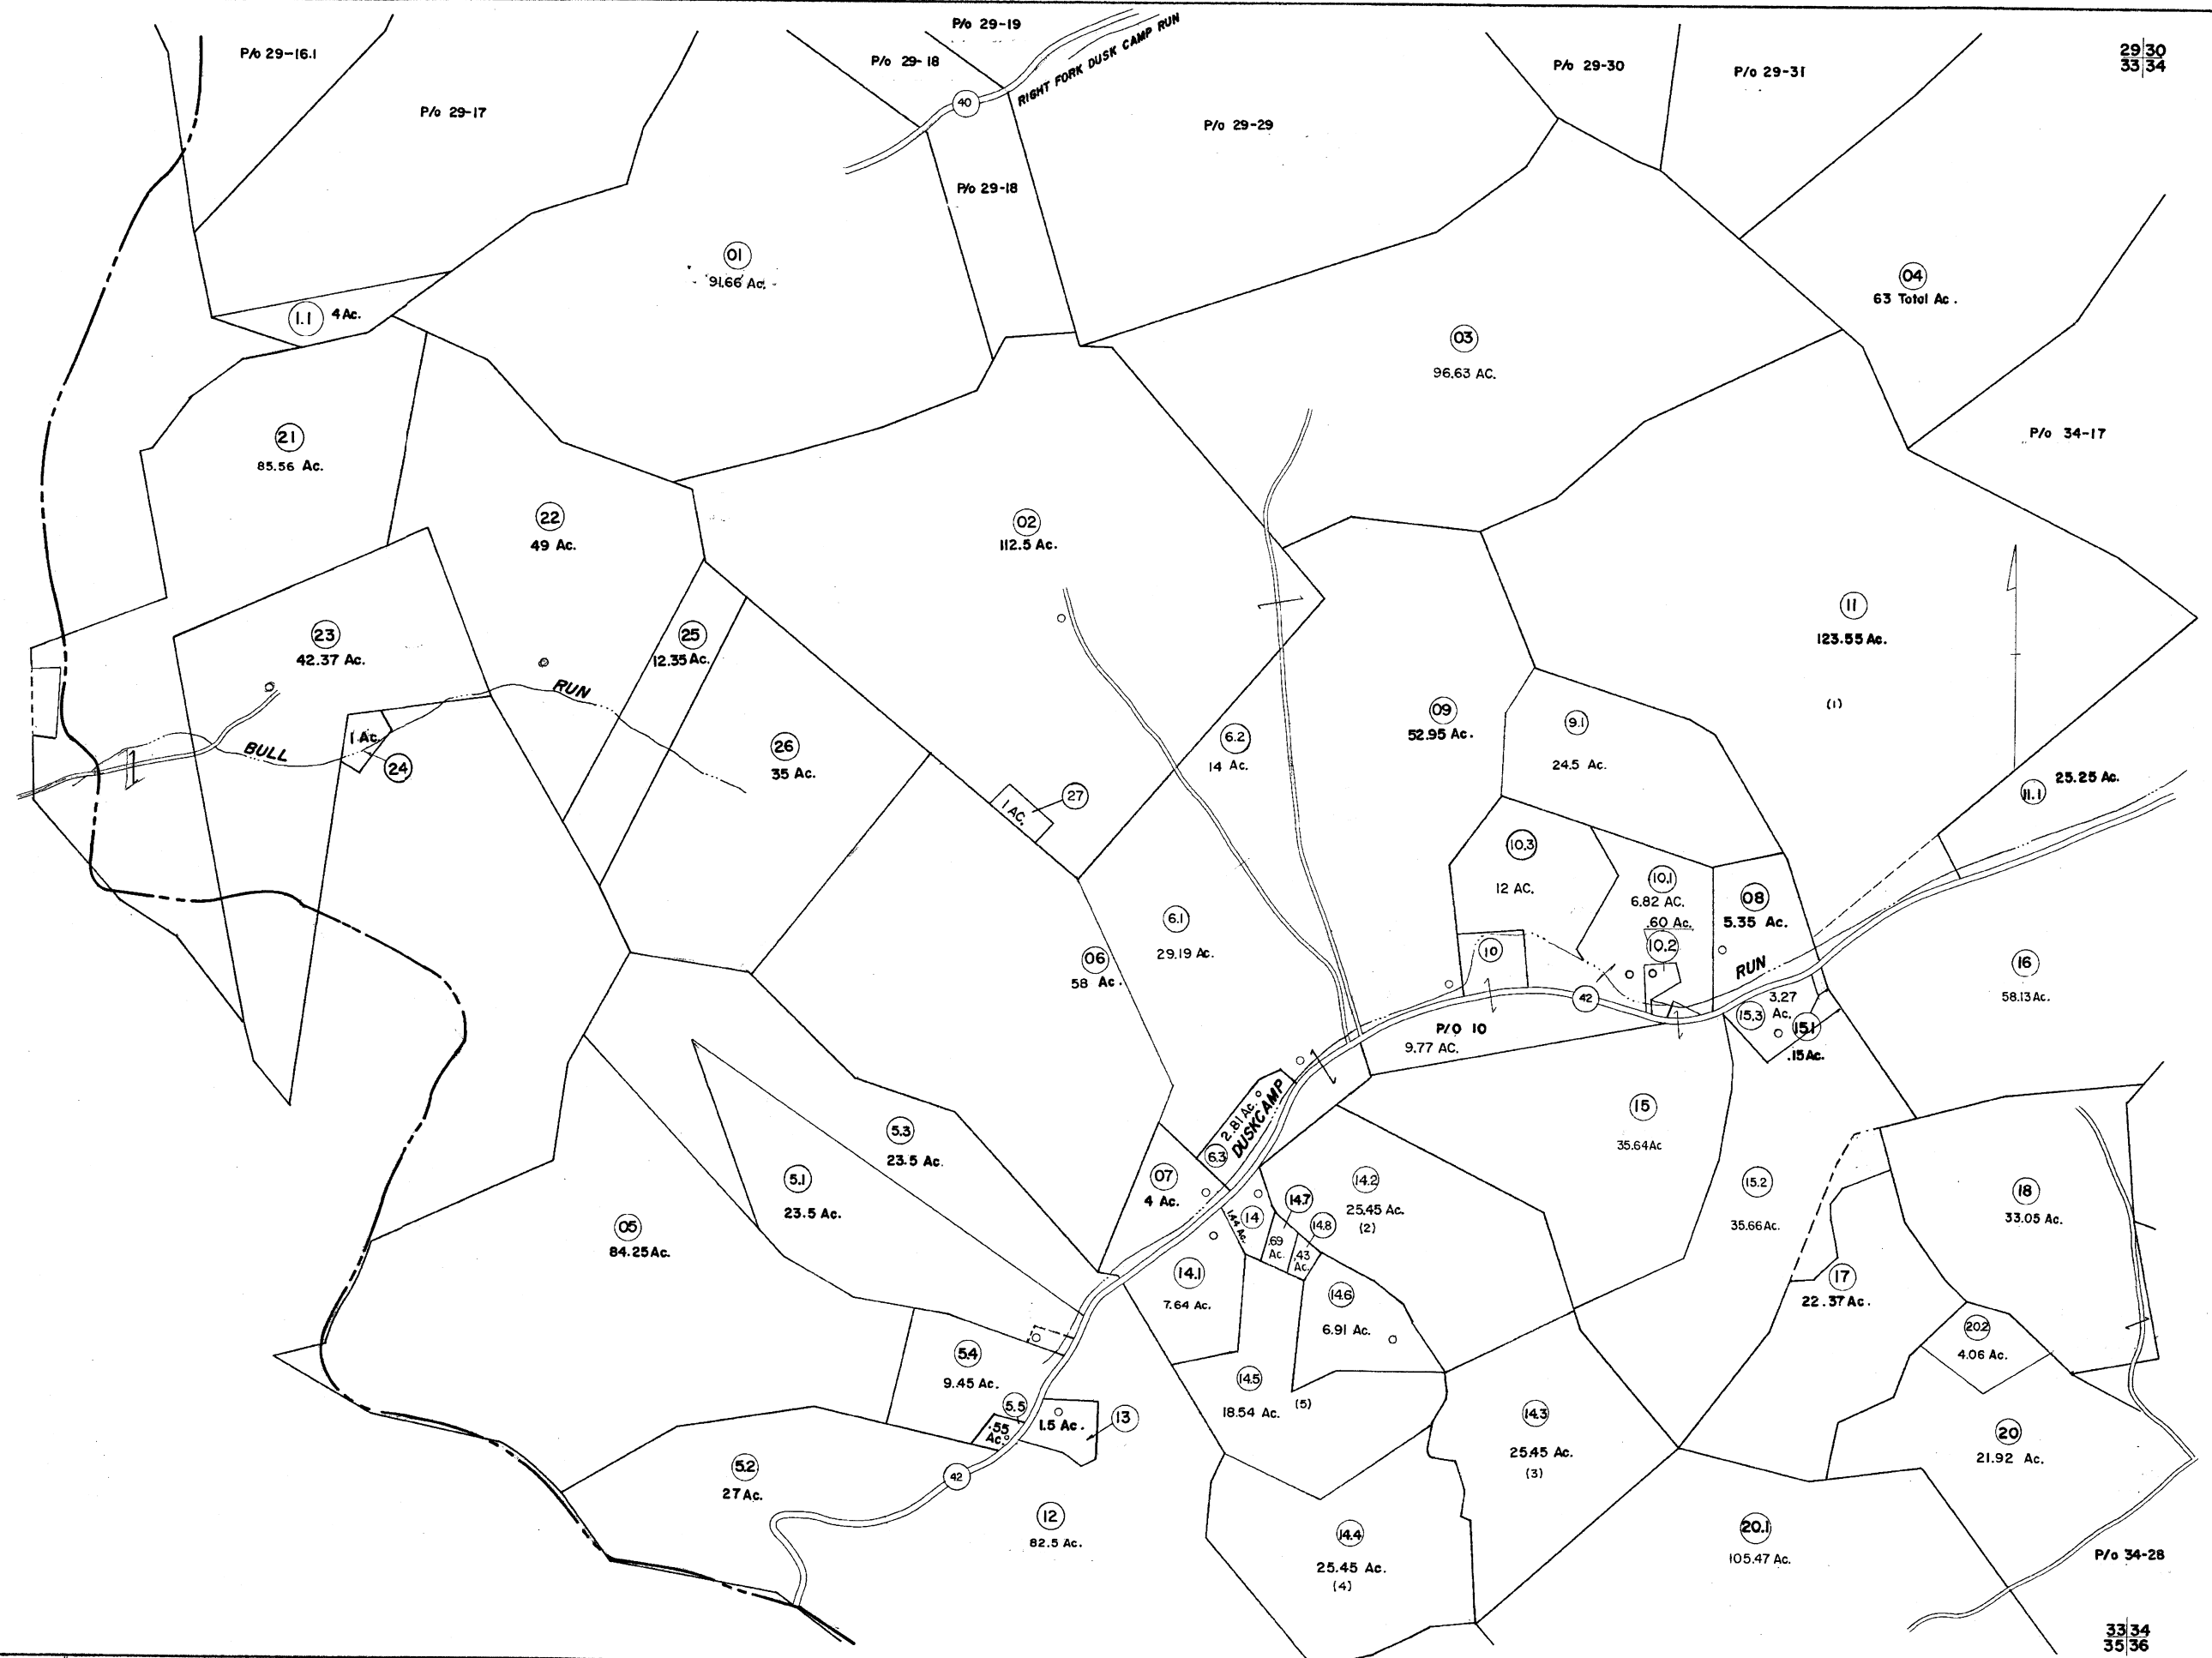 P/o 29-16.1
P/o 29-17
P/o 29-18
P/o 29-19
40
RIGHT FORK DUSK CAMP RUN
P/o 29-18
P/o 29-29
P/o 29-30
P/o 29-31
29 30
33 34
01
91.66 Ac.
1.1 4 Ac.
03
96.63 AC.
04
63 Total Ac.
P/o 34-17
21
85.56 Ac.
22
49 Ac.
02
112.5 Ac.
23
42.37 Ac.
25
12.35 Ac.
11
123.55 Ac.
(1)
BULL
RUN
1 Ac.
24
26
35 Ac.
27
1 AC.
6.2
14 Ac.
09
52.95 Ac.
9.1
24.5 Ac.
11.1
25.25 Ac.
10.3
12 AC.
10.1
6.82 AC.
.60 Ac.
10.2
08
5.35 Ac.
6.1
29.19 Ac.
06
58 Ac.
10
42
RUN
16
58.13 Ac.
P/O 10
9.77 AC.
15.3
3.27
Ac.
15.1
.15 Ac.
6.3
2.81 Ac.
DUSKCAMP
15
35.64 Ac
5.3
23.5 Ac.
5.1
23.5 Ac.
07
4 Ac.
14.2
25.45 Ac.
(2)
15.2
35.66 Ac.
18
33.05 Ac.
05
84.25 Ac.
14
1.44 Ac.
14.7
.69
Ac.
14.8
.43
Ac.
14.1
7.64 Ac.
14.6
6.91 Ac.
17
22.37 Ac.
20.2
4.06 Ac.
5.4
9.45 Ac.
5.5
.55
Ac.
1.5 Ac.
13
14.5
18.54 Ac.
(5)
14.3
25.45 Ac.
(3)
20
21.92 Ac.
5.2
27 Ac.
42
12
82.5 Ac.
14.4
25.45 Ac.
(4)
20.1
105.47 Ac.
P/o 34-28
33 34
35 36